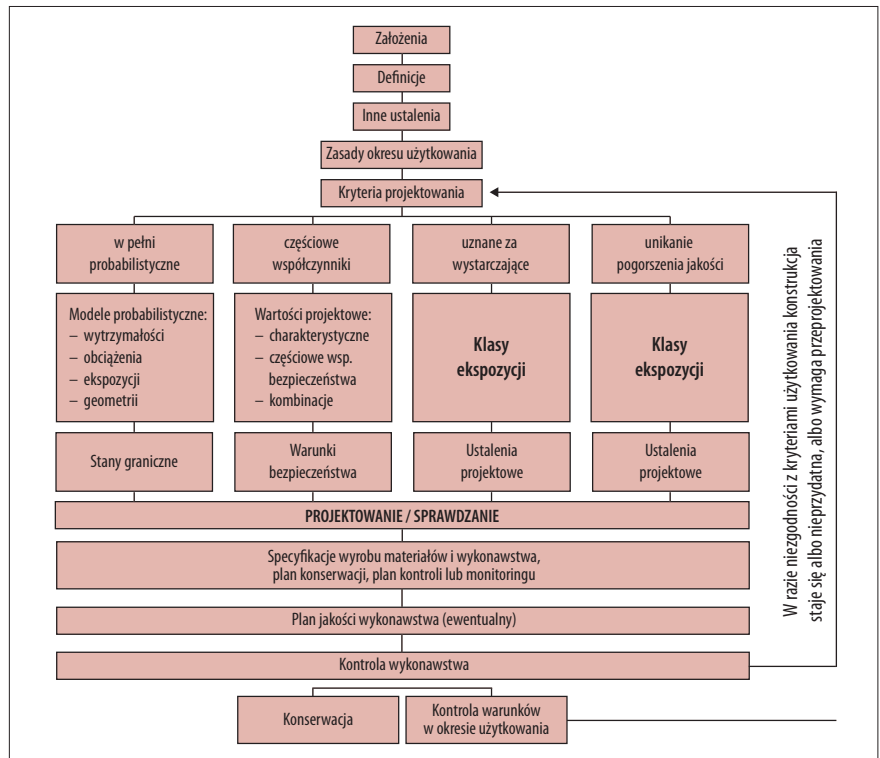 Założenia
Definicje
Inne ustalenia
Zasady okresu użytkowania
Kryteria projektowania
w pełni
probabilistyczne
częściowe
współczynniki
uznane za
wystarczające
unikanie
pogorszenia jakości
Modele probabilistyczne:
– wytrzymałości
– obciążenia
– ekspozycji
– geometrii
Wartości projektowe:
– charakterystyczne
– częściowe wsp.
bezpieczeństwa
– kombinacje
Klasy
ekspozycji
Klasy
ekspozycji
Stany graniczne
Warunki
bezpieczeństwa
Ustalenia
projektowe
Ustalenia
projektowe
PROJEKTOWANIE / SPRAWDZANIE
Specyfikacje wyrobu materiałów i wykonawstwa,
plan konserwacji, plan kontroli lub monitoringu
Plan jakości wykonawstwa (ewentualny)
Kontrola wykonawstwa
Konserwacja
Kontrola warunków
w okresie użytkowania
W razie niezgodności z kryteriami użytkowania konstrukcja
staje się albo nieprzydatna, albo wymaga przeprojektowania